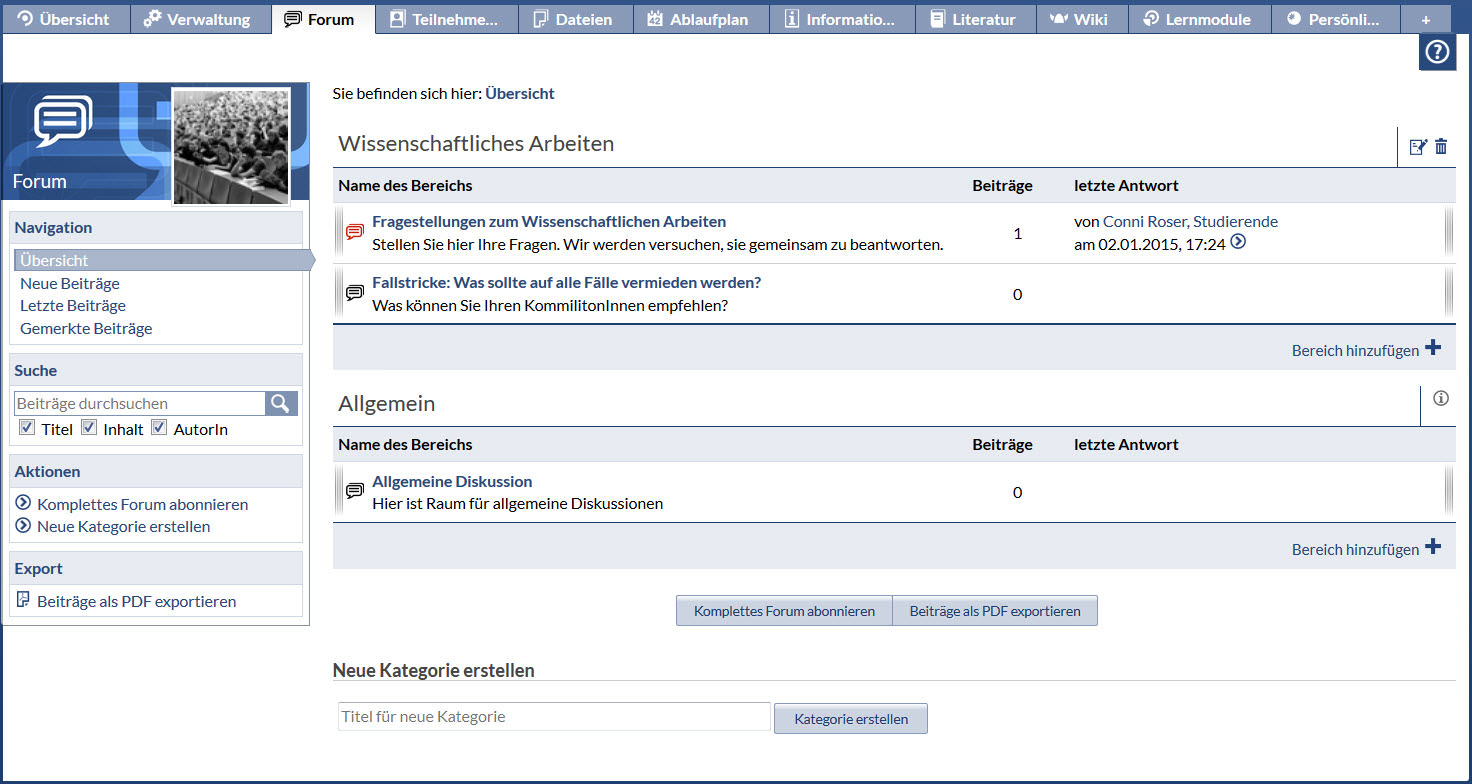 Übersicht Verwaltung Forum Teilnehme... Dateien Ablaufplan Informatio... Literatur Wiki Lernmodule Persönli... +
Forum
Navigation
Übersicht
Neue Beiträge
Letzte Beiträge
Gemerkte Beiträge
Suche
Beiträge durchsuchen
Titel Inhalt AutorIn
Aktionen
Komplettes Forum abonnieren
Neue Kategorie erstellen
Export
Beiträge als PDF exportieren
Sie befinden sich hier: Übersicht
Wissenschaftliches Arbeiten
Name des Bereichs Beiträge letzte Antwort
Fragestellungen zum Wissenschaftlichen Arbeiten
Stellen Sie hier Ihre Fragen. Wir werden versuchen, sie gemeinsam zu beantworten.
1
von Conni Roser, Studierende
am 02.01.2015, 17:24
Fallstricke: Was sollte auf alle Fälle vermieden werden?
Was können Sie Ihren KommilitonInnen empfehlen?
0
Bereich hinzufügen
Allgemein
Name des Bereichs Beiträge letzte Antwort
Allgemeine Diskussion
Hier ist Raum für allgemeine Diskussionen
0
Bereich hinzufügen
Komplettes Forum abonnieren Beiträge als PDF exportieren
Neue Kategorie erstellen
Titel für neue Kategorie Kategorie erstellen